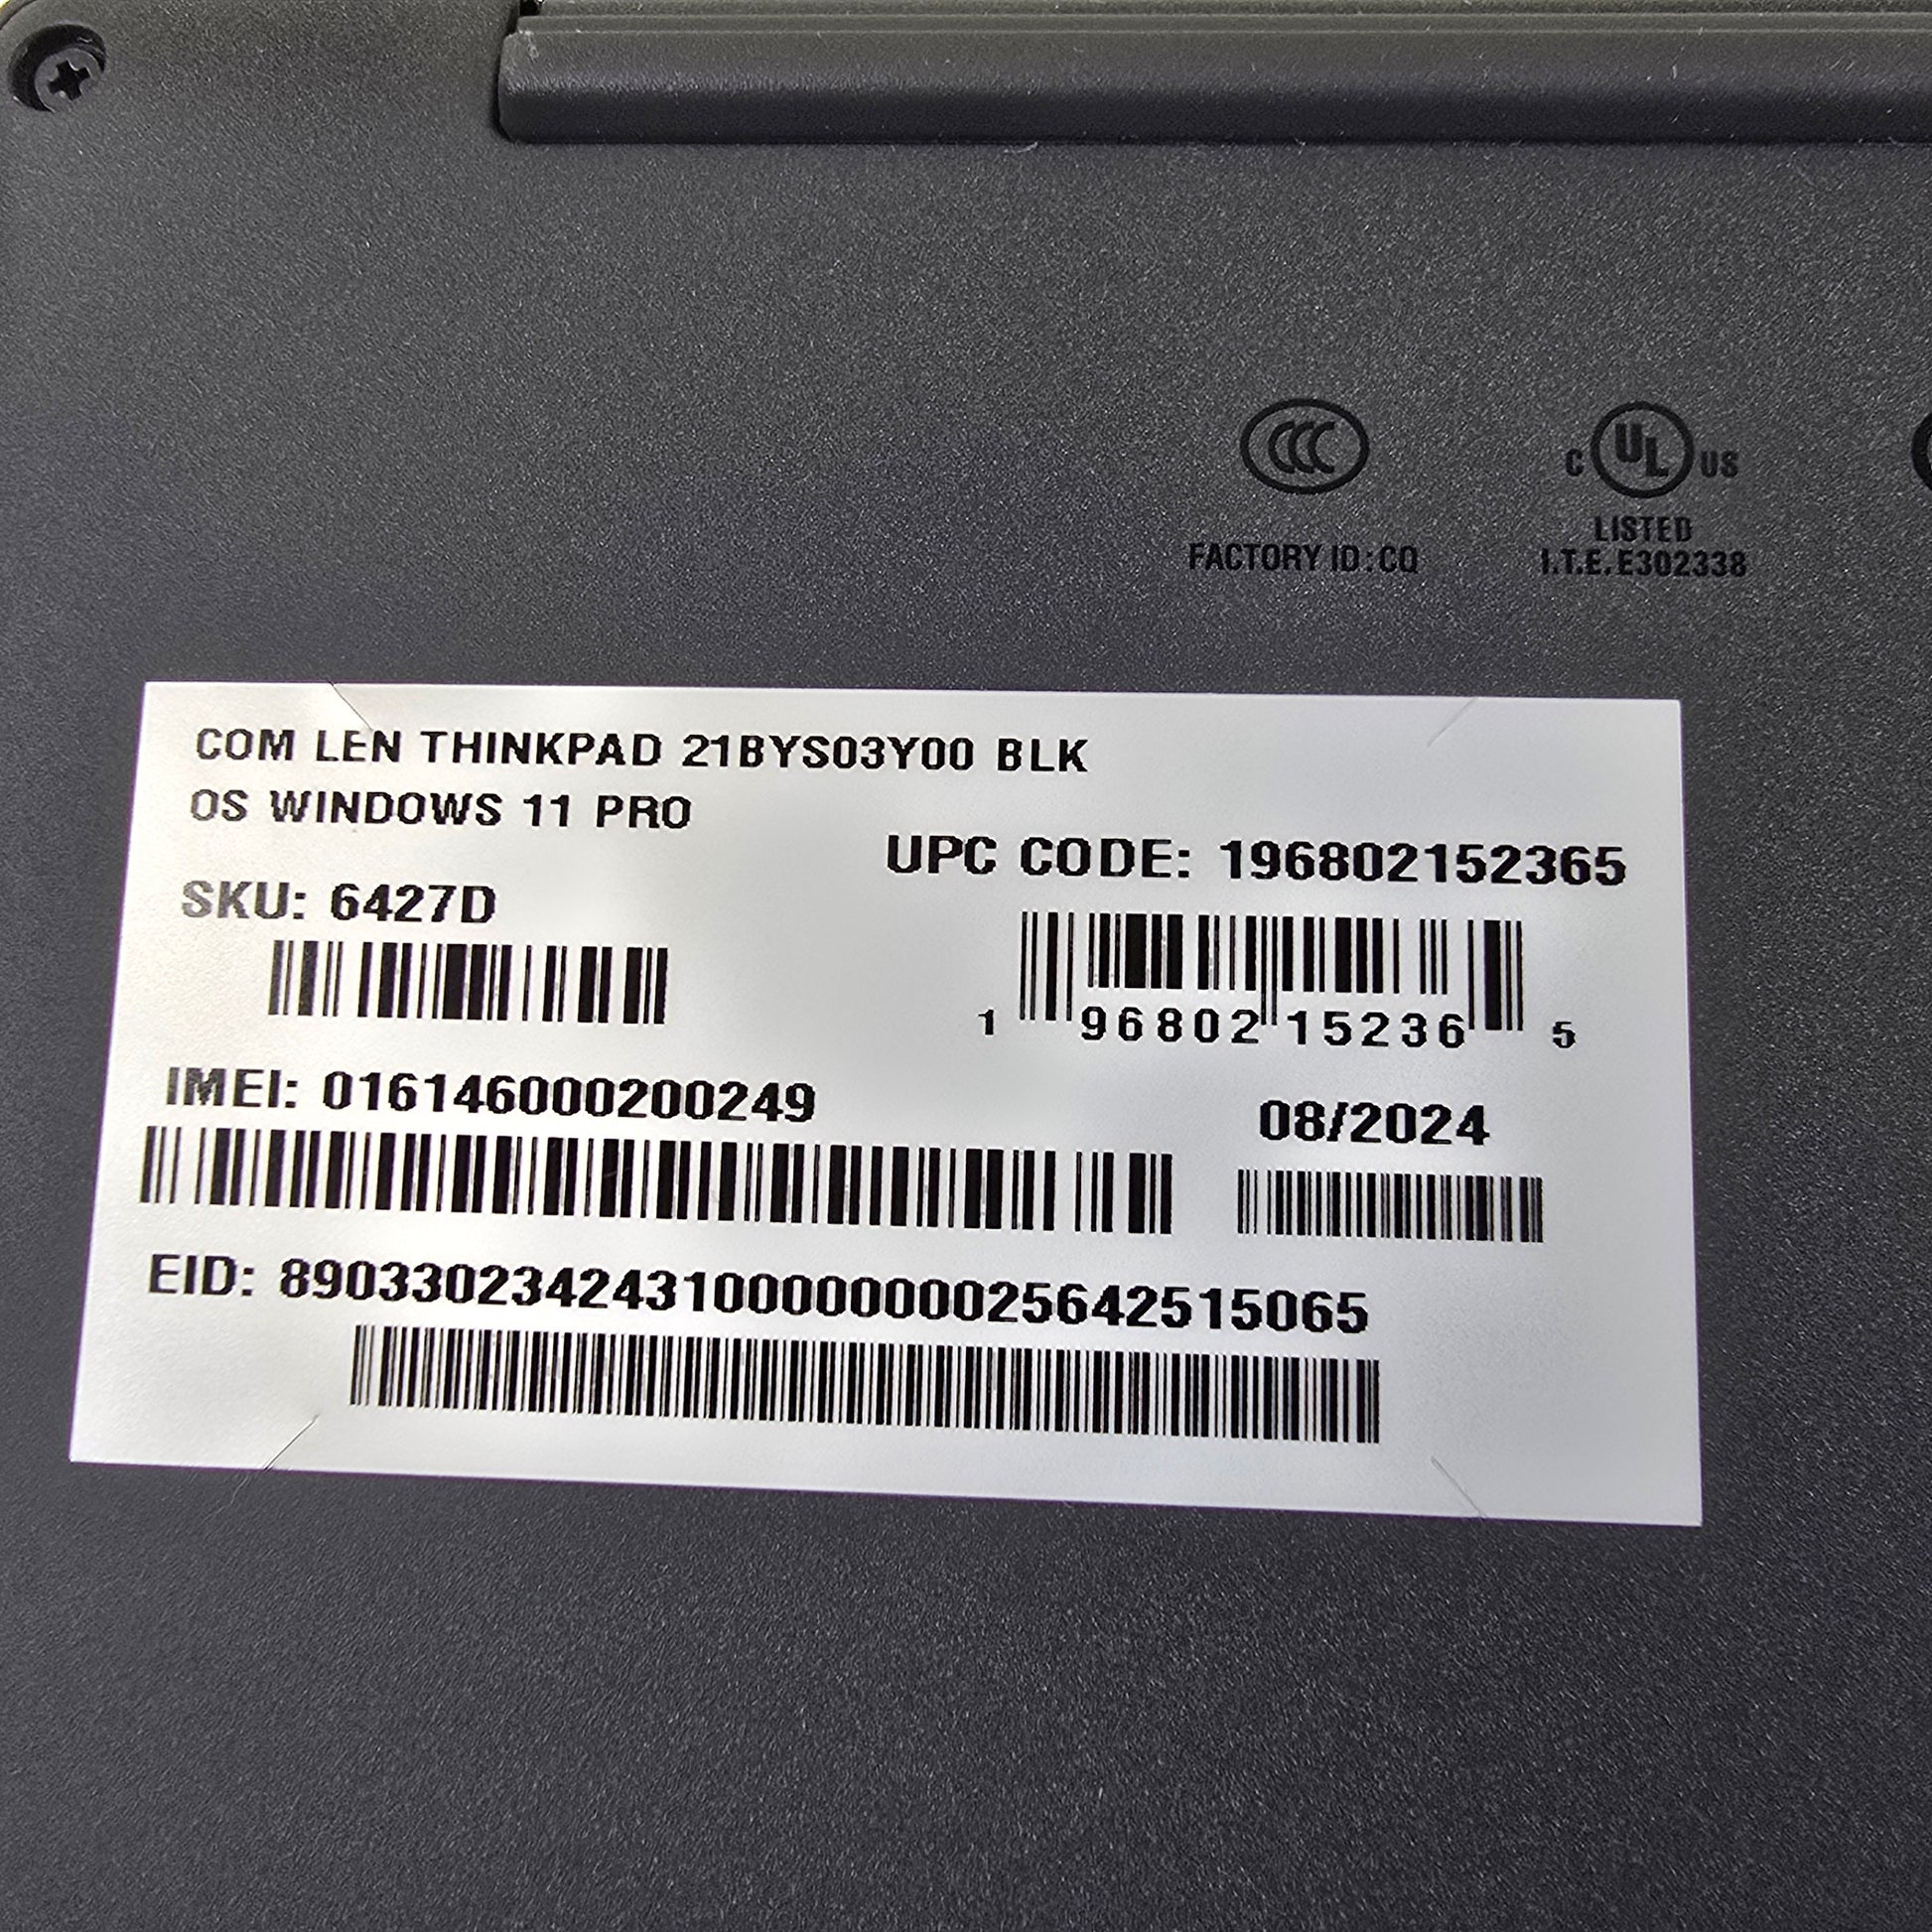 CCC
C UL US
LISTED
FACTORY ID:CQ
I.T.E. E302338
COM LEN THINKPAD 21BYS03Y00 BLK
OS WINDOWS 11 PRO
UPC CODE: 196802152365
SKU: 6427D
1 96802 15236 5
IMEI: 016146000200249
08/2024
EID: 89033023424310000000025642515065